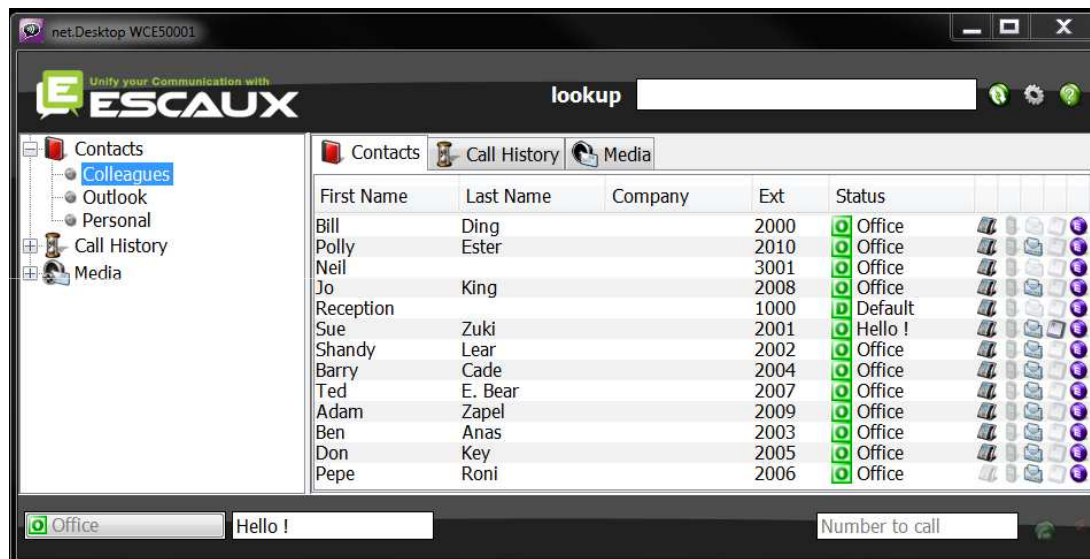 net.Desktop WCE50001
Unify your Communication with
ESCAUX
lookup
Contacts
Colleagues
Outlook
Personal
Call History
Media
Contacts Call History Media
First Name Last Name Company Ext Status
Bill Ding 2000 O Office
Polly Ester 2010 O Office
Neil 3001 O Office
Jo King 2008 O Office
Reception 1000 D Default
Sue Zuki 2001 O Hello !
Shandy Lear 2002 O Office
Barry Cade 2004 O Office
Ted E. Bear 2007 O Office
Adam Zapel 2009 O Office
Ben Anas 2003 O Office
Don Key 2005 O Office
Pepe Roni 2006 O Office
O Office Hello ! Number to call